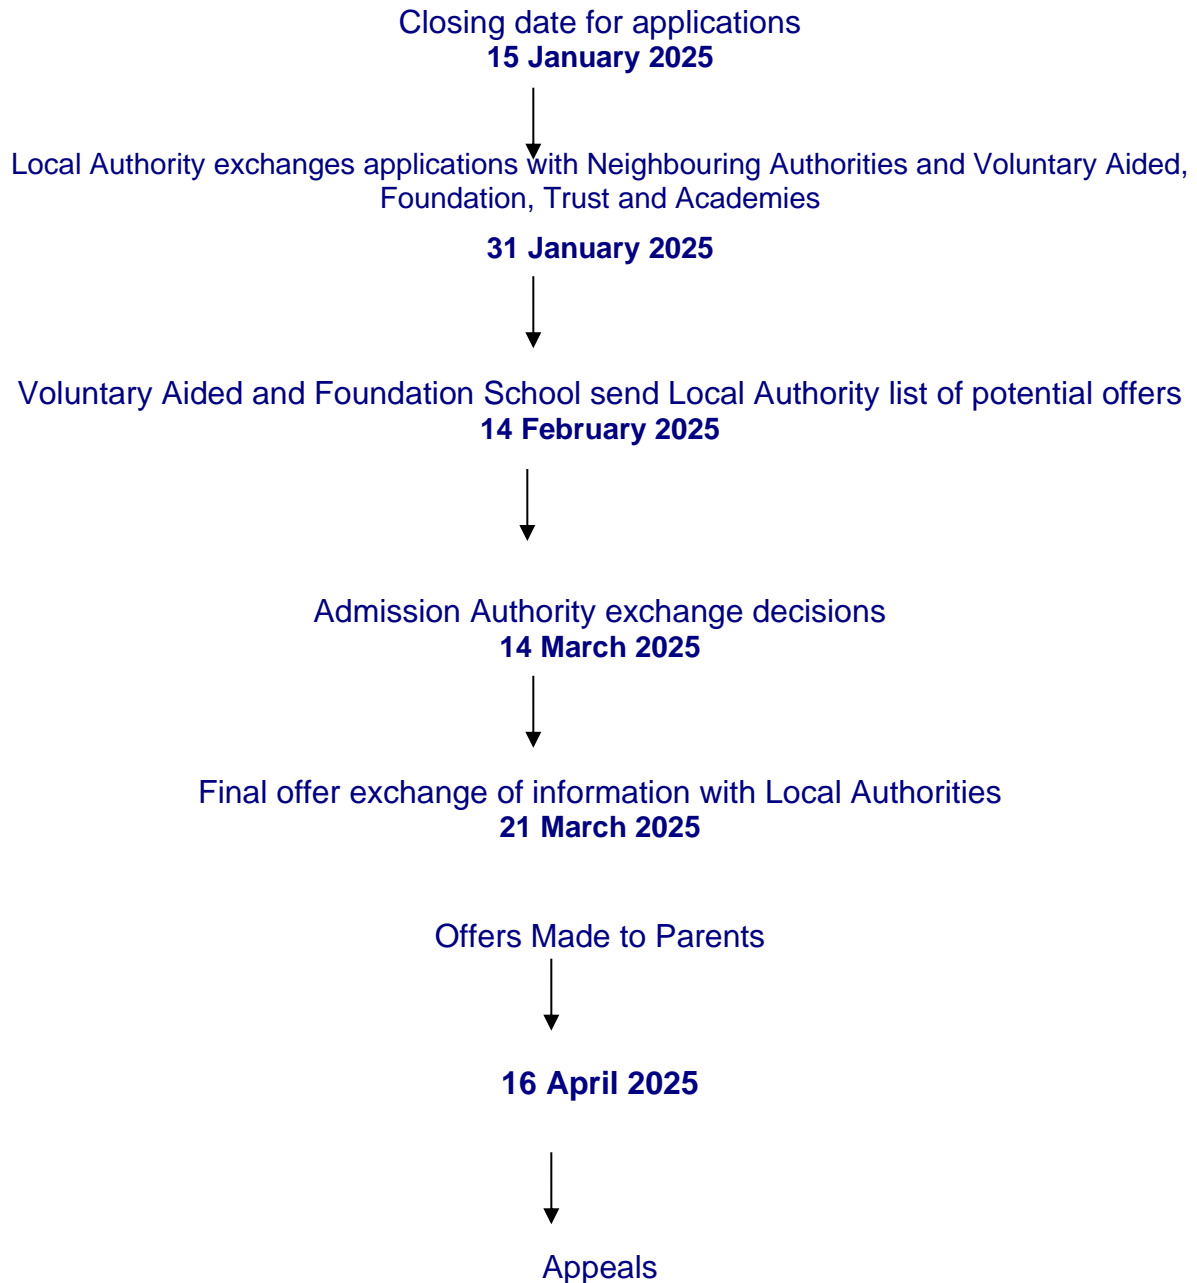 Closing date for applications
15 January 2025
Local Authority exchanges applications with Neighbouring Authorities and Voluntary Aided,
Foundation, Trust and Academies
31 January 2025
Voluntary Aided and Foundation School send Local Authority list of potential offers
14 February 2025
Admission Authority exchange decisions
14 March 2025
Final offer exchange of information with Local Authorities
21 March 2025
Offers Made to Parents
16 April 2025
Appeals